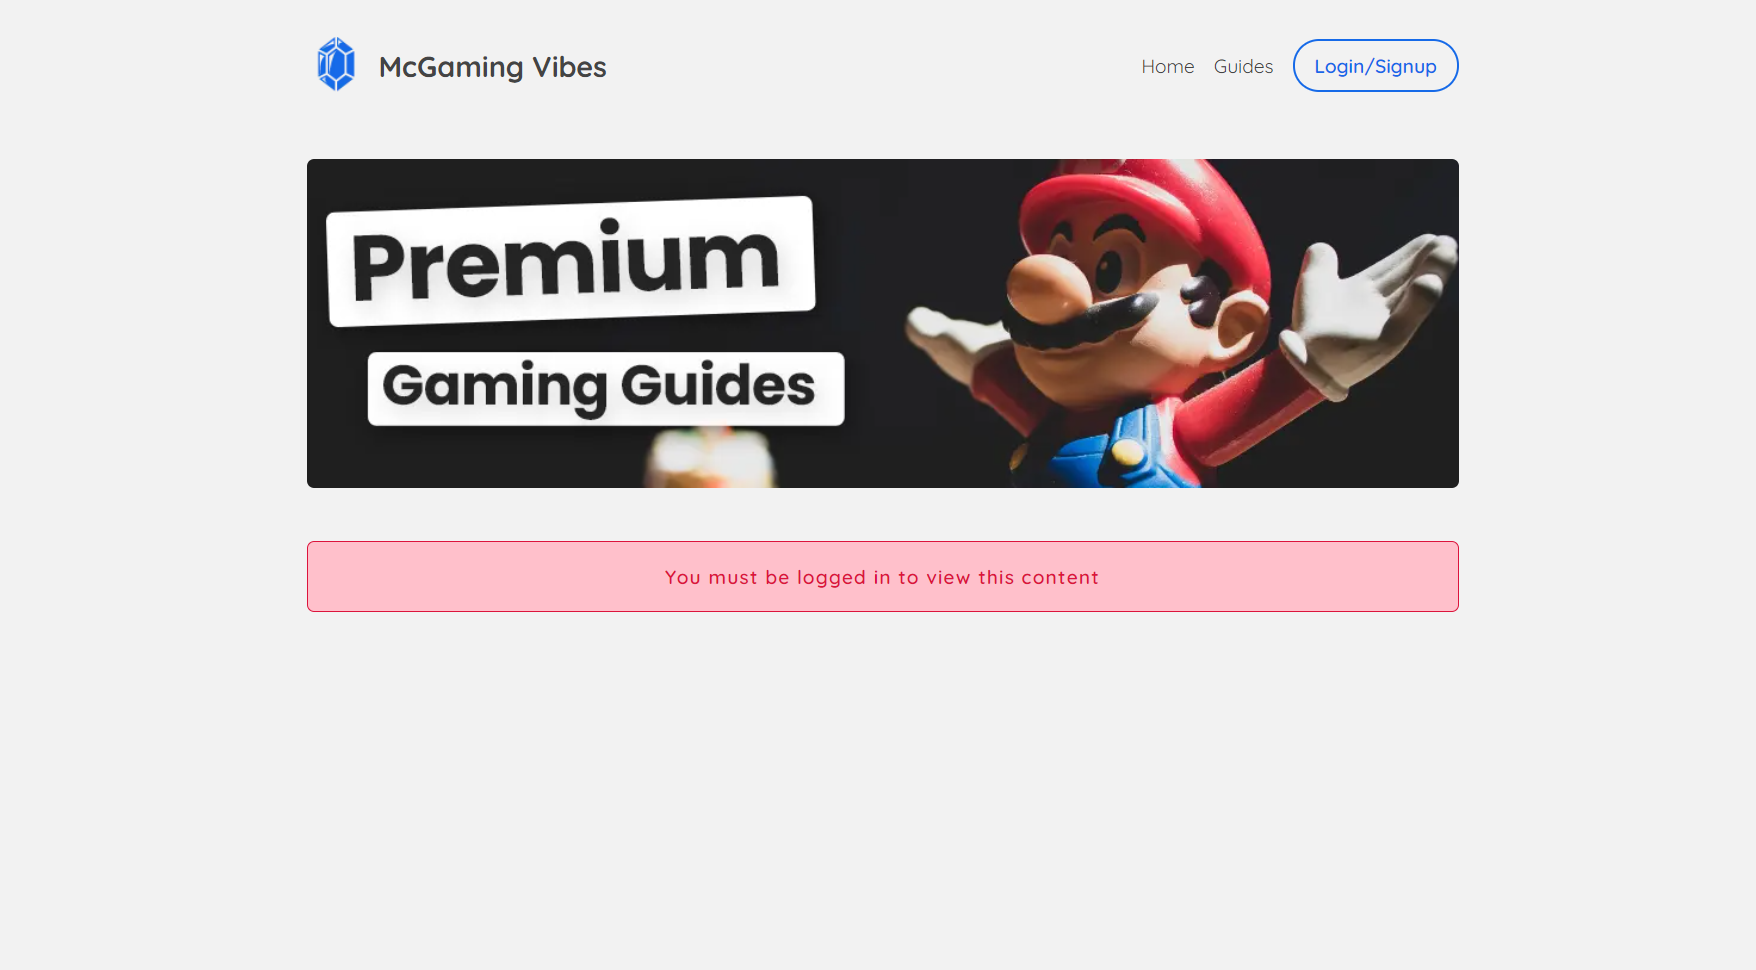 McGaming Vibes
Home Guides Login/Signup
Premium
Gaming Guides
You must be logged in to view this content